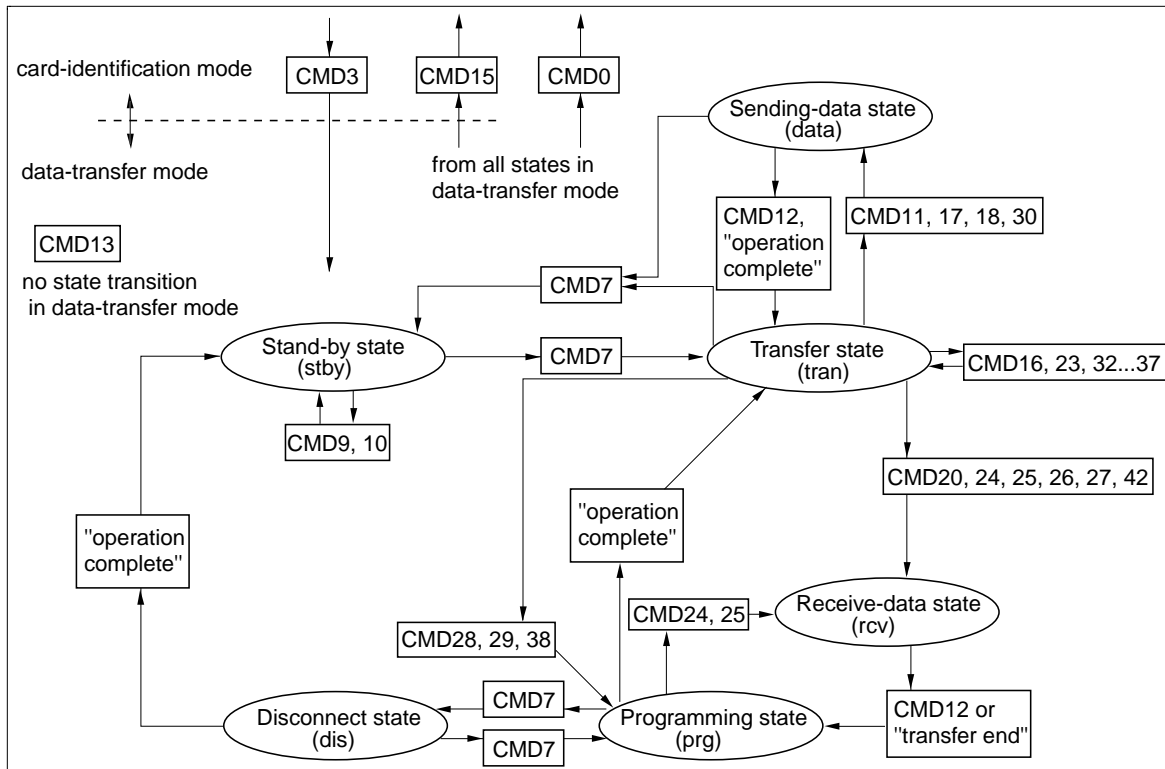 card-identification mode
CMD3
CMD15
CMD0
data-transfer mode
from all states in
data-transfer mode
Sending-data state
(data)
CMD13
no state transition
in data-transfer mode
CMD12,
"operation
complete"
CMD11, 17, 18, 30
CMD7
Stand-by state
(stby)
CMD7
Transfer state
(tran)
CMD16, 23, 32...37
CMD9, 10
CMD20, 24, 25, 26, 27, 42
"operation
complete"
"operation
complete"
CMD28, 29, 38
CMD24, 25
Receive-data state
(rcv)
CMD7
Disconnect state
(dis)
CMD7
Programming state
(prg)
CMD12 or
"transfer end"